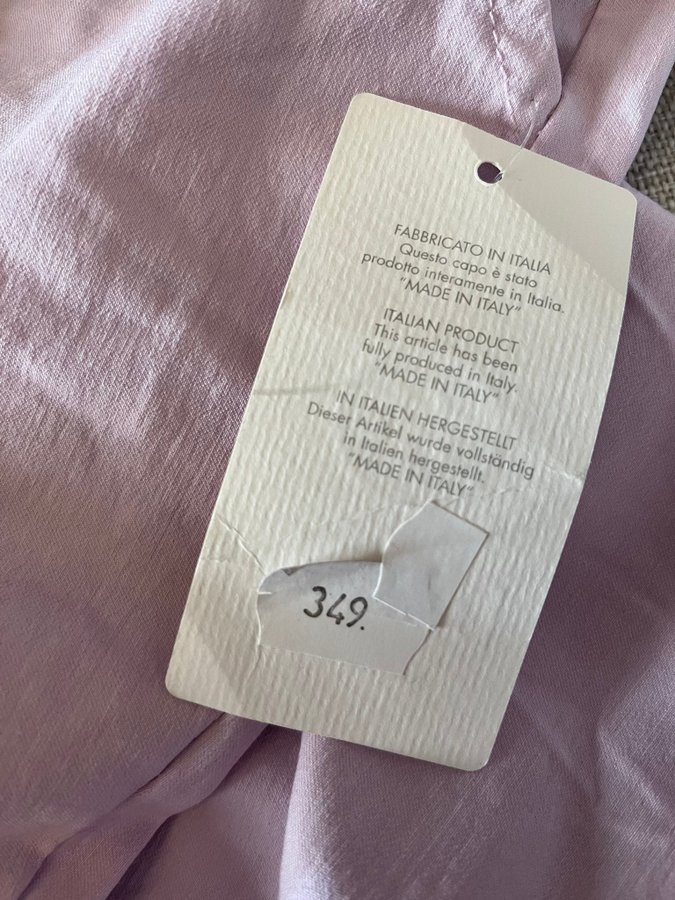 FABBRICATO IN ITALIA
Questo capo è stato
prodotto interamente in Italia.
"MADE IN ITALY"
ITALIAN PRODUCT
This article has been
fully produced in Italy.
"MADE IN ITALY"
IN ITALIEN HERGESTELLT
Dieser Artikel wurde vollständig
in Italien hergestellt.
"MADE IN ITALY"
349.